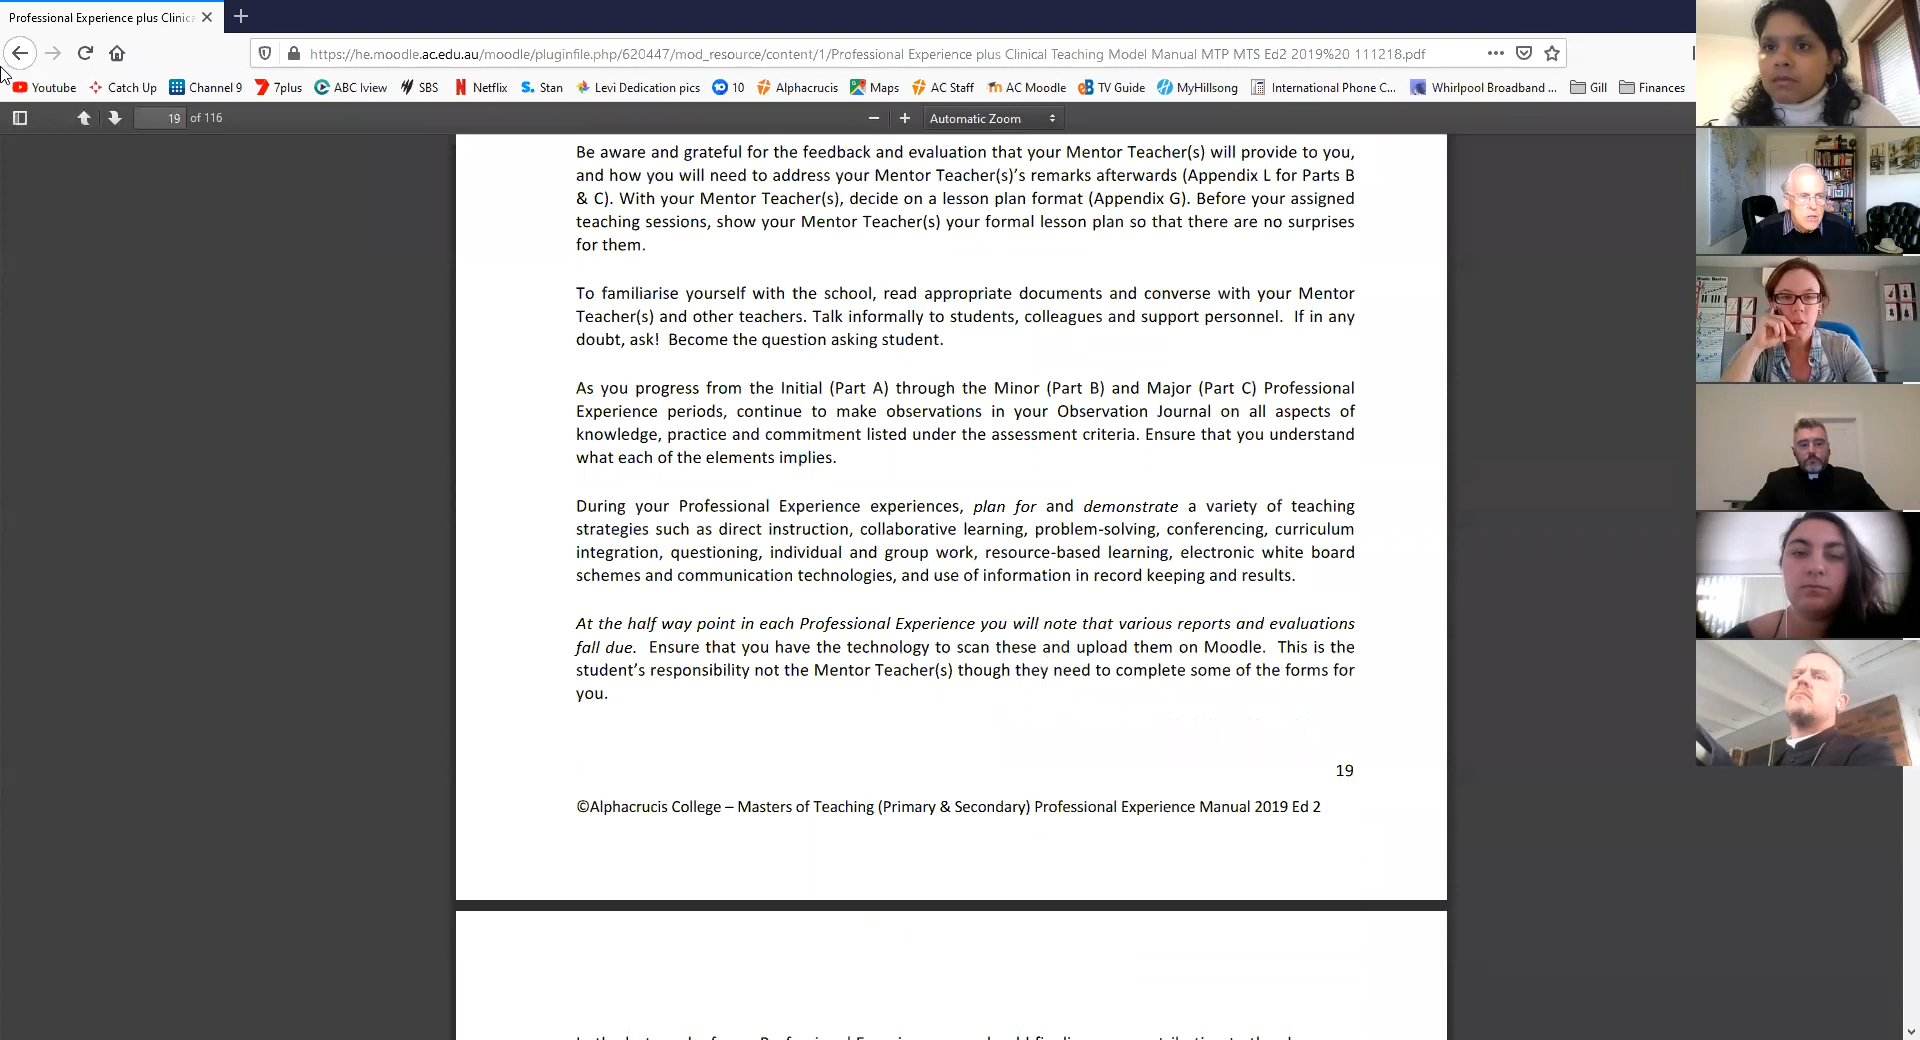 Professional Experience plus Clinic
https://he.moodle.ac.edu.au/moodle/pluginfile.php/620447/mod_resource/content/1/Professional Experience plus Clinical Teaching Model Manual MTP MTS Ed2 2019%20 111218.pdf
Youtube Catch Up Channel 9 7plus ABC Iview SBS Netflix Stan Levi Dedication pics 10 Alphacrucis Maps AC Staff AC Moodle TV Guide MyHillsong International Phone C... Whirlpool Broadband ... Gill Finances
19 of 116 Automatic Zoom
Be aware and grateful for the feedback and evaluation that your Mentor Teacher(s) will provide to you,
and how you will need to address your Mentor Teacher(s)'s remarks afterwards (Appendix L for Parts B
& C). With your Mentor Teacher(s), decide on a lesson plan format (Appendix G). Before your assigned
teaching sessions, show your Mentor Teacher(s) your formal lesson plan so that there are no surprises
for them.
To familiarise yourself with the school, read appropriate documents and converse with your Mentor
Teacher(s) and other teachers. Talk informally to students, colleagues and support personnel. If in any
doubt, ask! Become the question asking student.
As you progress from the Initial (Part A) through the Minor (Part B) and Major (Part C) Professional
Experience periods, continue to make observations in your Observation Journal on all aspects of
knowledge, practice and commitment listed under the assessment criteria. Ensure that you understand
what each of the elements implies.
During your Professional Experience experiences, plan for and demonstrate a variety of teaching
strategies such as direct instruction, collaborative learning, problem-solving, conferencing, curriculum
integration, questioning, individual and group work, resource-based learning, electronic white board
schemes and communication technologies, and use of information in record keeping and results.
At the half way point in each Professional Experience you will note that various reports and evaluations
fall due. Ensure that you have the technology to scan these and upload them on Moodle. This is the
student's responsibility not the Mentor Teacher(s) though they need to complete some of the forms for
you.
19
©Alphacrucis College – Masters of Teaching (Primary & Secondary) Professional Experience Manual 2019 Ed 2